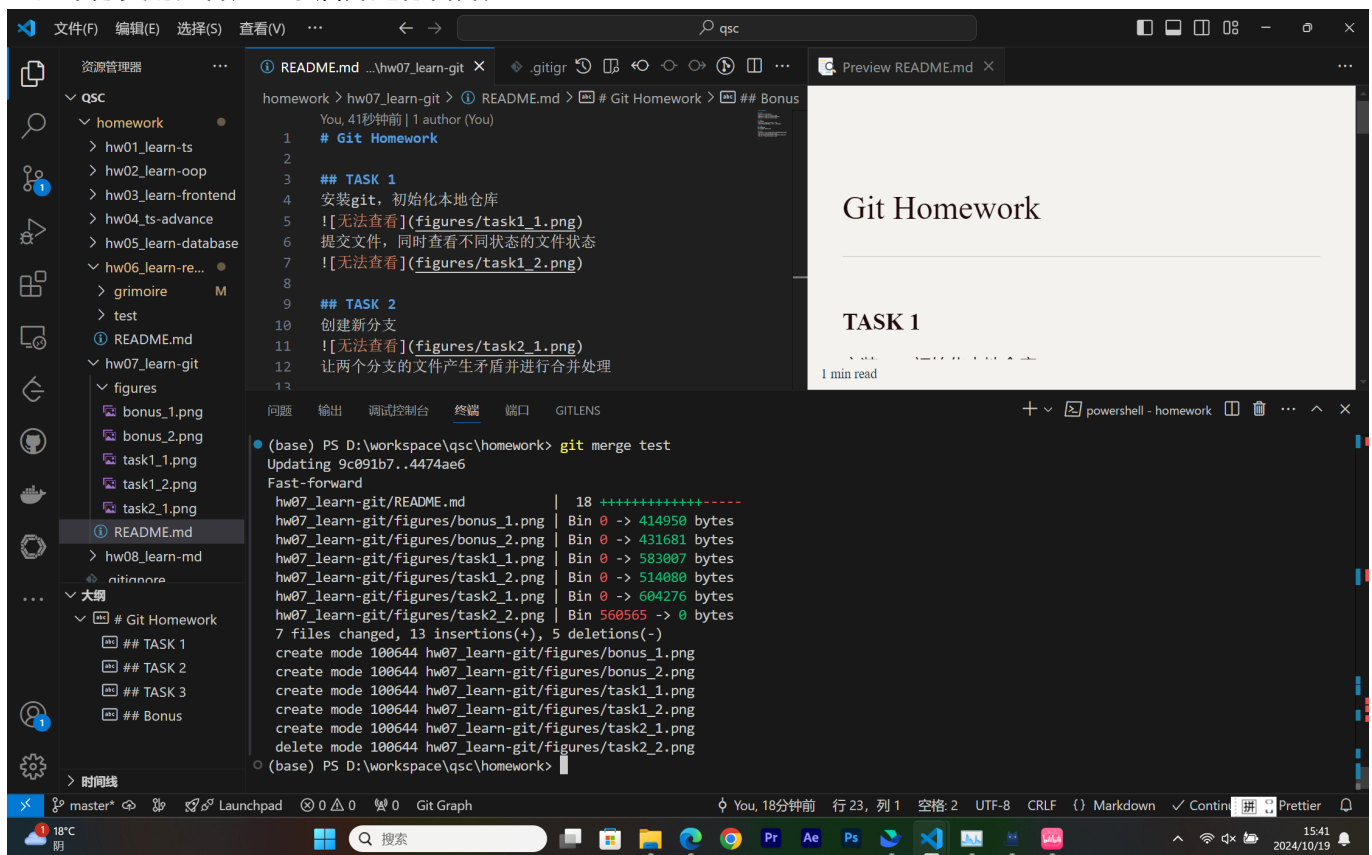 文件(F) 编辑(E) 选择(S) 查看(V) ··· qsc
资源管理器 ···
QSC
homework
hw01_learn-ts
hw02_learn-oop
hw03_learn-frontend
hw04_ts-advance
hw05_learn-database
hw06_learn-re...
grimoire M
test
README.md
hw07_learn-git
figures
bonus_1.png
bonus_2.png
task1_1.png
task1_2.png
task2_1.png
README.md
hw08_learn-md
.gitignore
大纲
# Git Homework
## TASK 1
## TASK 2
## TASK 3
## Bonus
时间线
README.md ...\hw07_learn-git .gitigr
homework > hw07_learn-git > README.md > # Git Homework > ## Bonus
You, 41秒钟前 | 1 author (You)
1 # Git Homework
2
3 ## TASK 1
4 安装git，初始化本地仓库
5 ![无法查看](figures/task1_1.png)
6 提交文件，同时查看不同状态的文件状态
7 ![无法查看](figures/task1_2.png)
8
9 ## TASK 2
10 创建新分支
11 ![无法查看](figures/task2_1.png)
12 让两个分支的文件产生矛盾并进行合并处理
13
Preview README.md
Git Homework
TASK 1
1 min read
问题 输出 调试控制台 终端 端口 GITLENS powershell - homework
(base) PS D:\workspace\qsc\homework> git merge test
Updating 9c091b7..4474ae6
Fast-forward
hw07_learn-git/README.md | 18 +++++++++++++-----
hw07_learn-git/figures/bonus_1.png | Bin 0 -> 414950 bytes
hw07_learn-git/figures/bonus_2.png | Bin 0 -> 431681 bytes
hw07_learn-git/figures/task1_1.png | Bin 0 -> 583007 bytes
hw07_learn-git/figures/task1_2.png | Bin 0 -> 514080 bytes
hw07_learn-git/figures/task2_1.png | Bin 0 -> 604276 bytes
hw07_learn-git/figures/task2_2.png | Bin 560565 -> 0 bytes
7 files changed, 13 insertions(+), 5 deletions(-)
create mode 100644 hw07_learn-git/figures/bonus_1.png
create mode 100644 hw07_learn-git/figures/bonus_2.png
create mode 100644 hw07_learn-git/figures/task1_1.png
create mode 100644 hw07_learn-git/figures/task1_2.png
create mode 100644 hw07_learn-git/figures/task2_1.png
delete mode 100644 hw07_learn-git/figures/task2_2.png
(base) PS D:\workspace\qsc\homework>
master* Launchpad 0 0 0 Git Graph You, 18分钟前 行 23，列 1 空格: 2 UTF-8 CRLF {} Markdown Continu 拼 Prettier
1 18°C
阴
搜索
Pr Ae Ps
15:41
2024/10/19